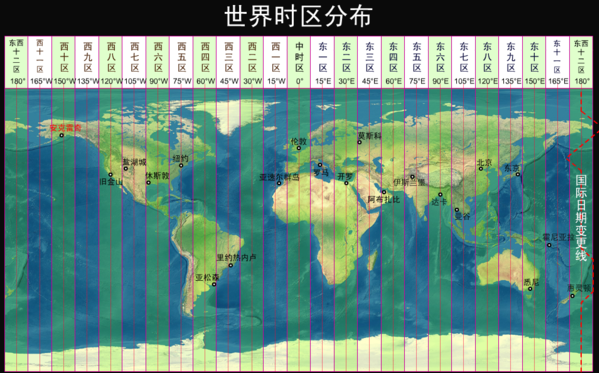 世界时区分布
东西十二区 西十一区 西十区 西九区 西八区 西七区 西六区 西五区 西四区 西三区 西二区 西一区 中时区 东一区 东二区 东三区 东四区 东五区 东六区 东七区 东八区 东九区 东十区 东十一区 东西十二区
180° 165°W 150°W 135°W 120°W 105°W 90°W 75°W 60°W 45°W 30°W 15°W 0° 15°E 30°E 45°E 60°E 75°E 90°E 105°E 120°E 135°E 150°E 165°E 180°
安克雷奇
莫斯科
伦敦
纽约
盐湖城
北京
罗马
东京
休斯敦
亚速尔群岛
开罗
旧金山
伊斯兰堡
国际日期变更线
阿布扎比
达卡
曼谷
霍尼亚拉
里约热内卢
亚松森
悉尼
惠灵顿